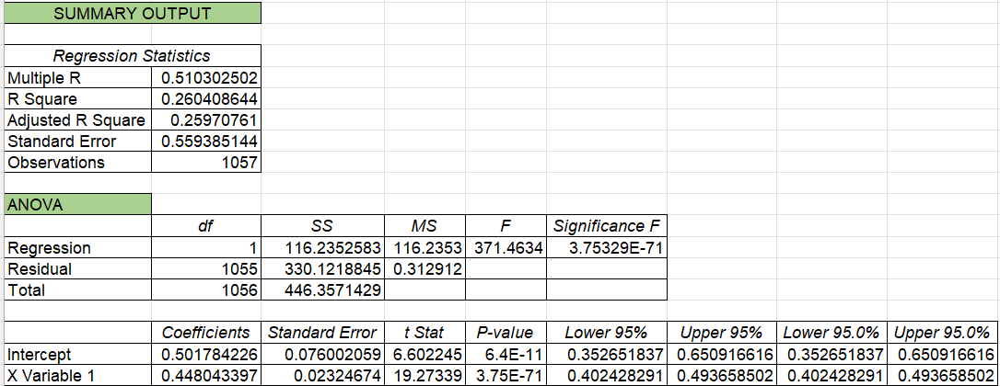 SUMMARY OUTPUT
Regression Statistics
Multiple R 0.510302502
R Square 0.260408644
Adjusted R Square 0.25970761
Standard Error 0.559385144
Observations 1057
ANOVA
df SS MS F Significance F
Regression 1 116.2352583 116.2353 371.4634 3.75329E-71
Residual 1055 330.1218845 0.312912
Total 1056 446.3571429
Coefficients Standard Error t Stat P-value Lower 95% Upper 95% Lower 95.0% Upper 95.0%
Intercept 0.501784226 0.076002059 6.602245 6.4E-11 0.352651837 0.650916616 0.352651837 0.650916616
X Variable 1 0.448043397 0.02324674 19.27339 3.75E-71 0.402428291 0.493658502 0.402428291 0.493658502